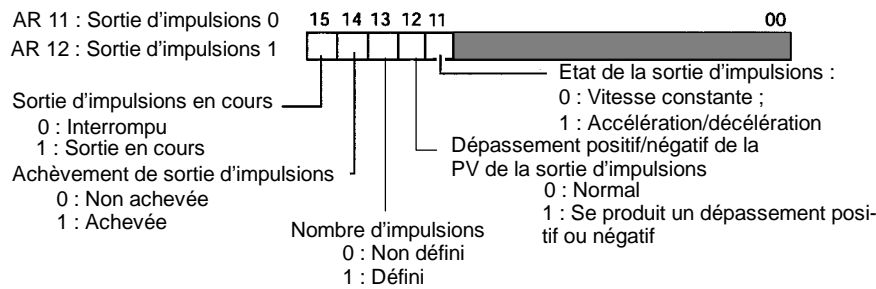 AR 11 : Sortie d'impulsions 0
15 14 13 12 11 00
AR 12 : Sortie d'impulsions 1
Etat de la sortie d'impulsions :
0 : Vitesse constante ;
1 : Accélération/décélération
Sortie d'impulsions en cours
0 : Interrompu
1 : Sortie en cours
Dépassement positif/négatif de la
PV de la sortie d'impulsions
0 : Normal
1 : Se produit un dépassement posi-
tif ou négatif
Achèvement de sortie d'impulsions
0 : Non achevée
1 : Achevée
Nombre d'impulsions
0 : Non défini
1 : Défini